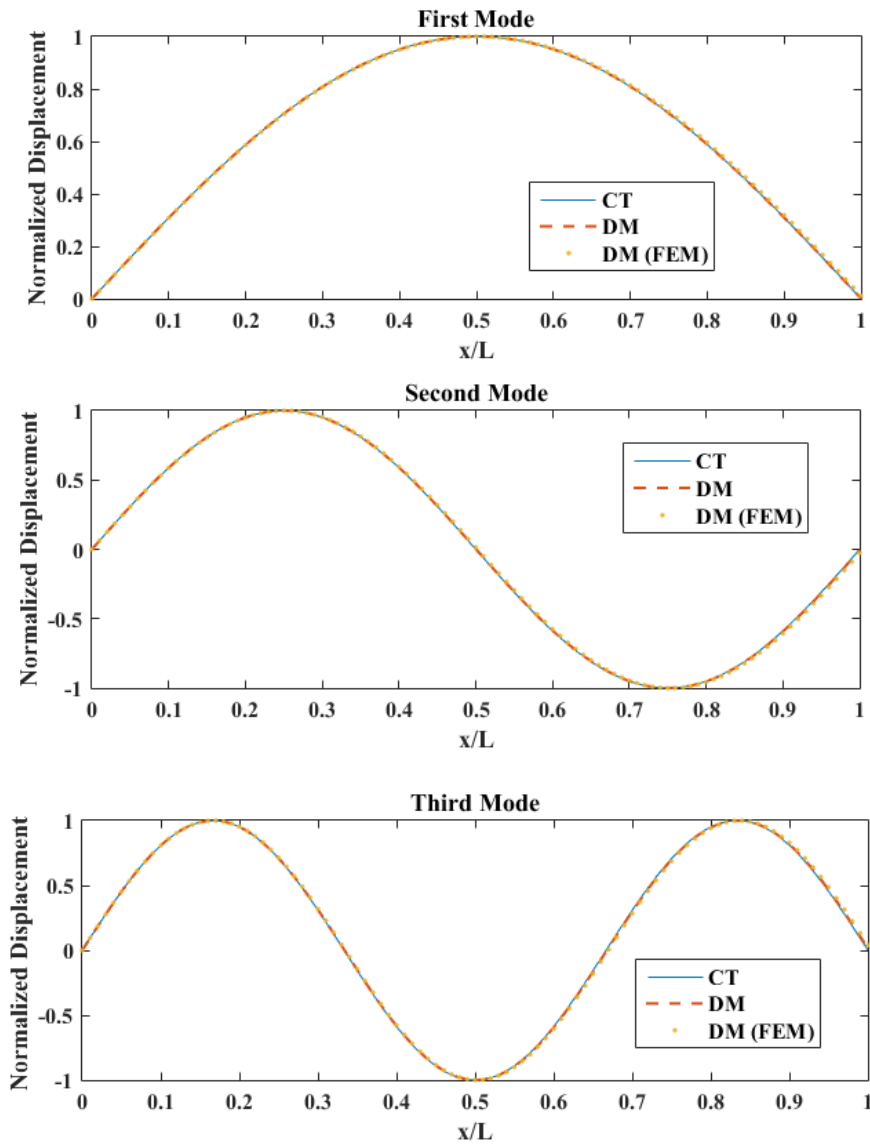 First Mode
Normalized Displacement
1
0.8
0.6
0.4
0.2
0
CT
DM
DM (FEM)
0 0.1 0.2 0.3 0.4 0.5 0.6 0.7 0.8 0.9 1
x/L
Second Mode
Normalized Displacement
1
0.5
0
-0.5
-1
CT
DM
DM (FEM)
0 0.1 0.2 0.3 0.4 0.5 0.6 0.7 0.8 0.9 1
x/L
Third Mode
Normalized Displacement
1
0.5
0
-0.5
-1
CT
DM
DM (FEM)
0 0.1 0.2 0.3 0.4 0.5 0.6 0.7 0.8 0.9 1
x/L